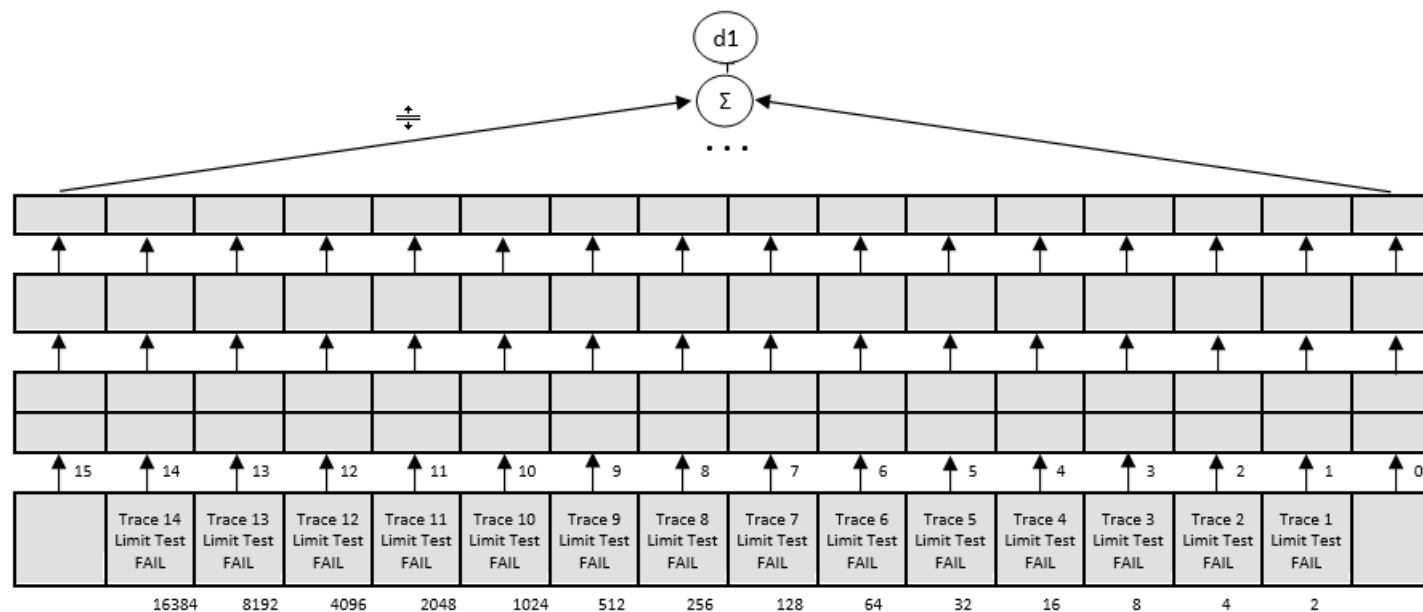 d1
Σ
...
15 14 13 12 11 10 9 8 7 6 5 4 3 2 1 0
Trace 14 Trace 13 Trace 12 Trace 11 Trace 10 Trace 9 Trace 8 Trace 7 Trace 6 Trace 5 Trace 4 Trace 3 Trace 2 Trace 1
Limit Test Limit Test Limit Test Limit Test Limit Test Limit Test Limit Test Limit Test Limit Test Limit Test Limit Test Limit Test Limit Test Limit Test
FAIL FAIL FAIL FAIL FAIL FAIL FAIL FAIL FAIL FAIL FAIL FAIL FAIL FAIL
16384 8192 4096 2048 1024 512 256 128 64 32 16 8 4 2